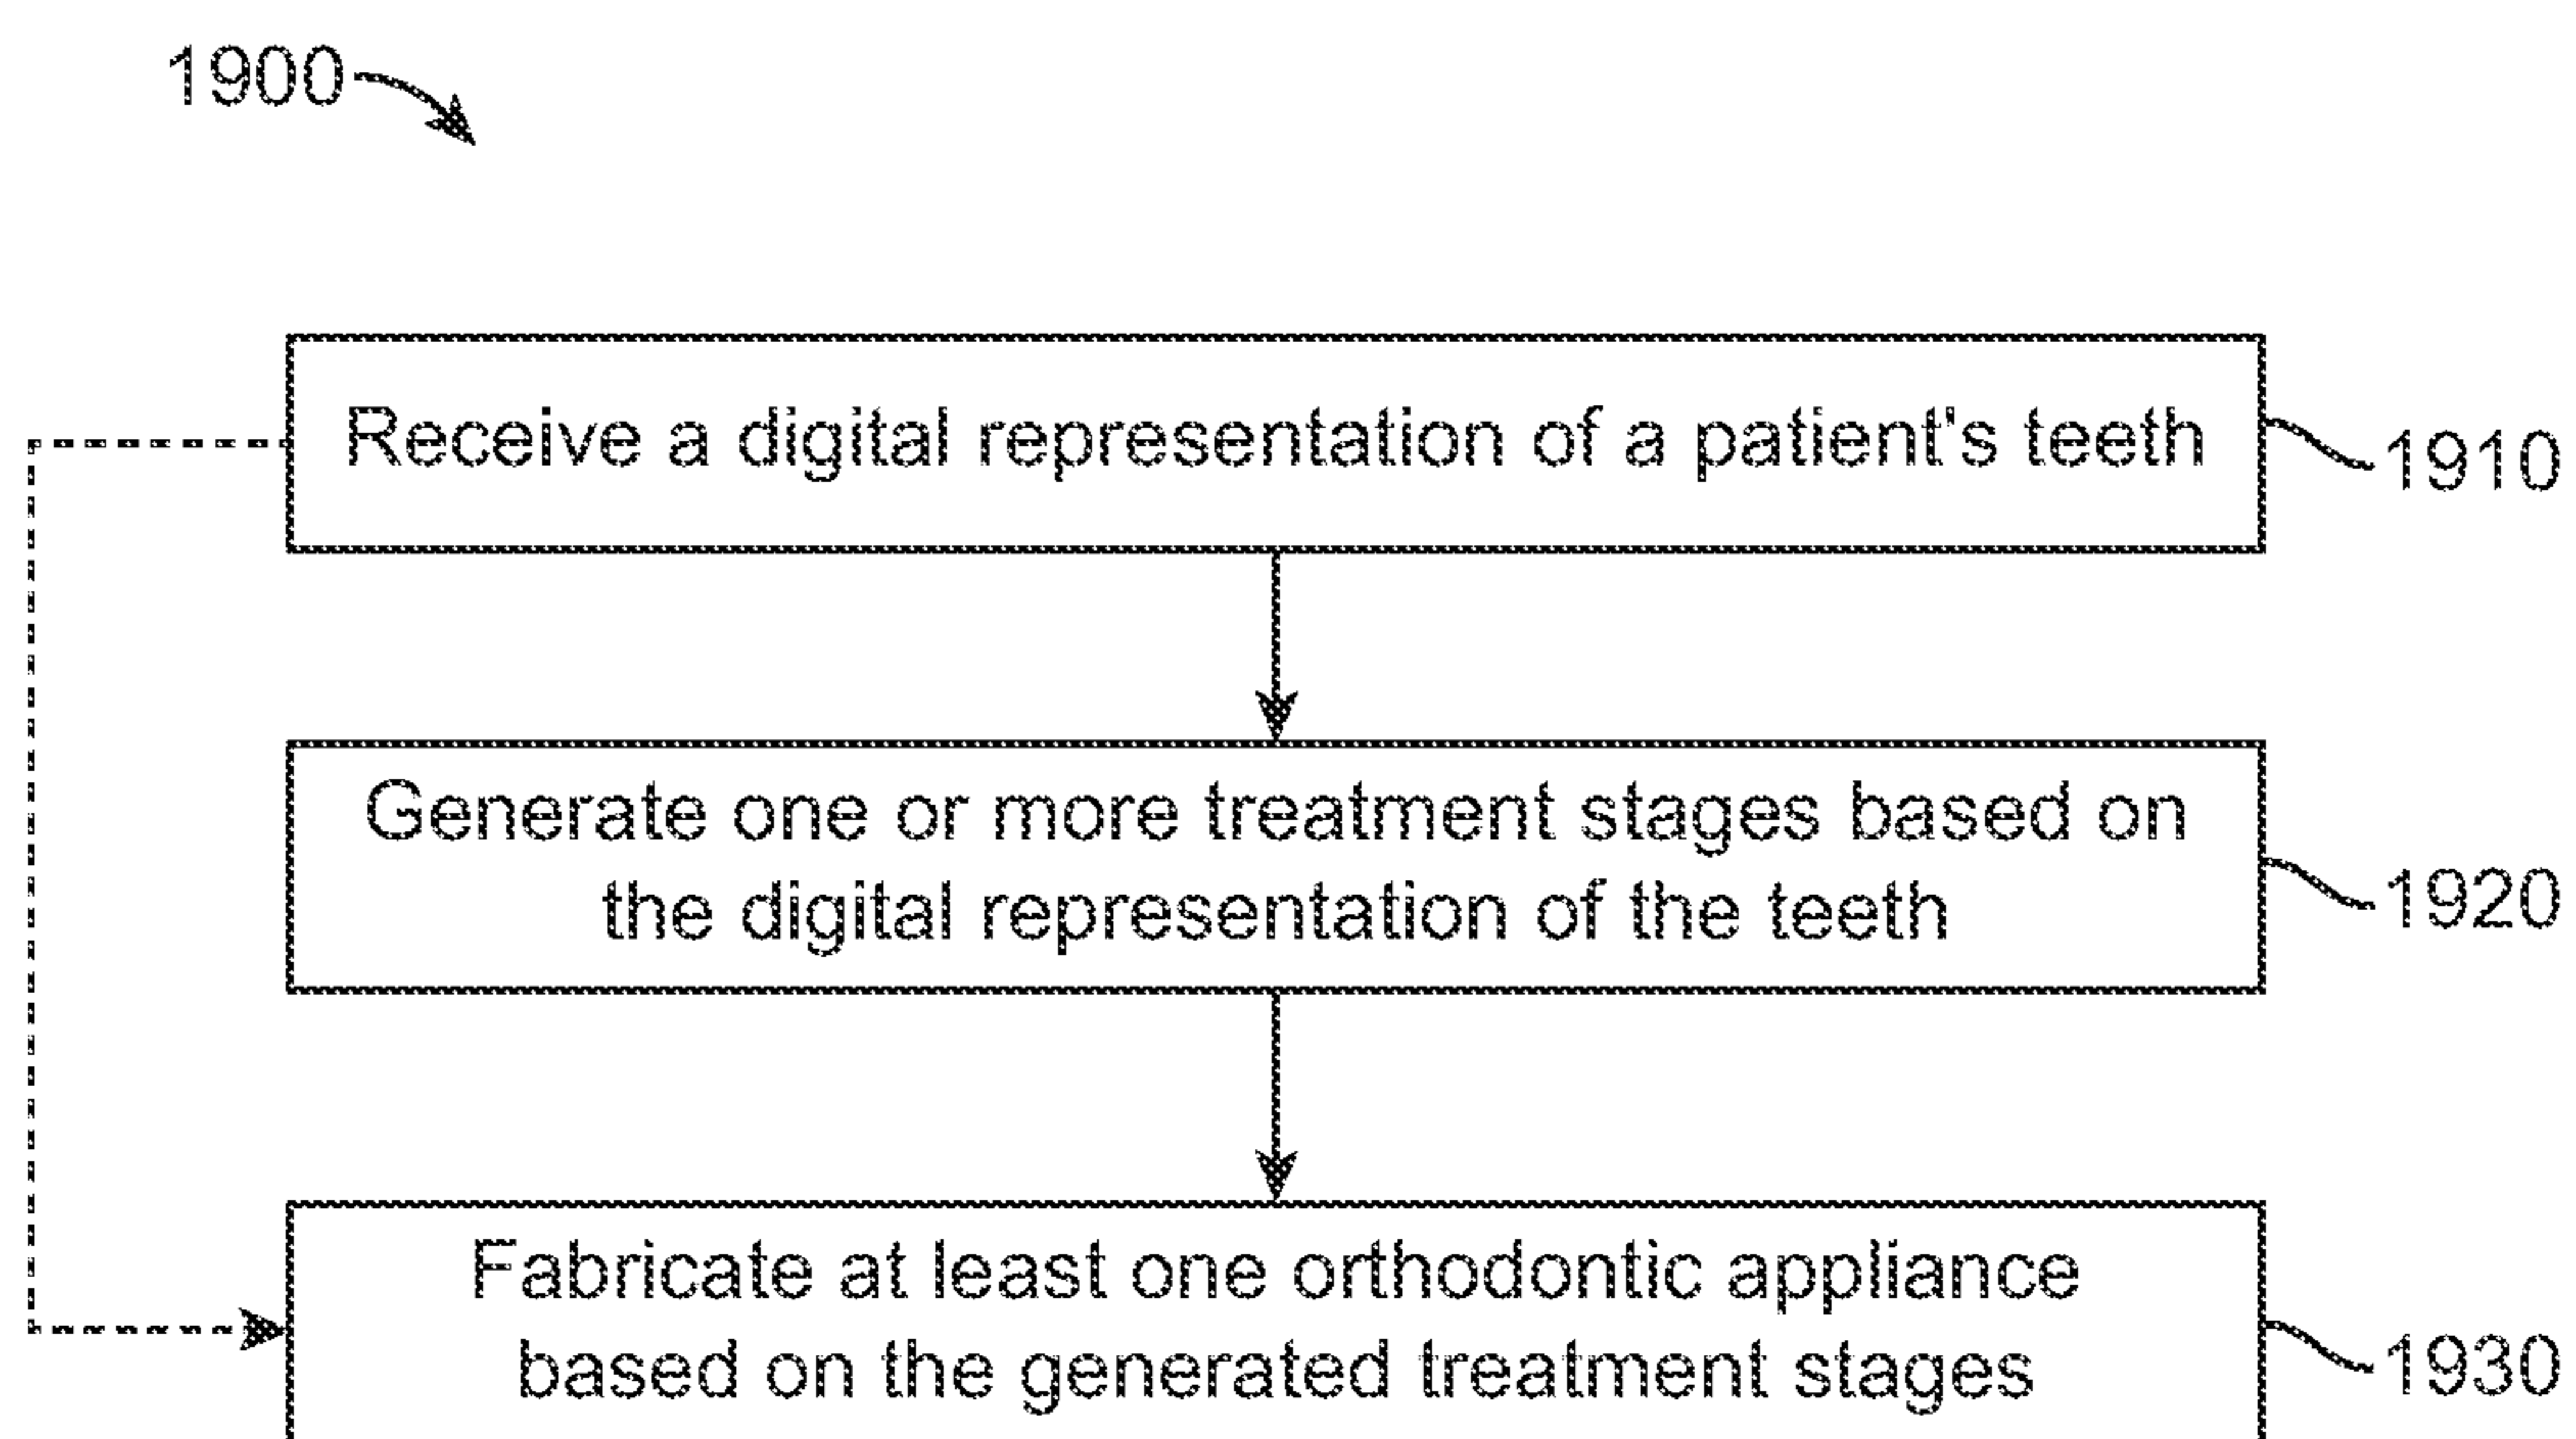 1900
Receive a digital representation of a patient's teeth
1910
Generate one or more treatment stages based on
the digital representation of the teeth
1920
Fabricate at least one orthodontic appliance
based on the generated treatment stages
1930